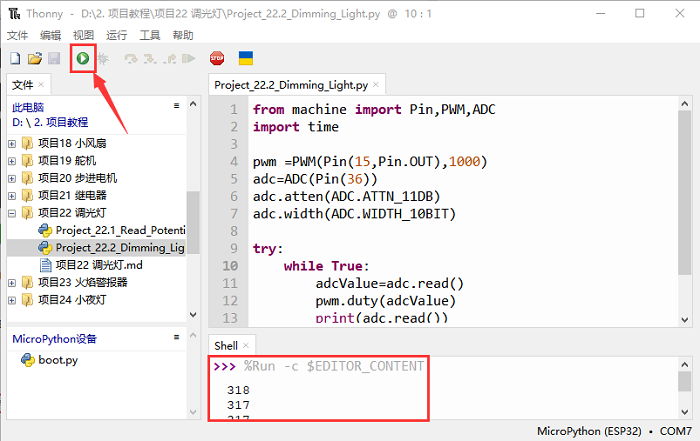 Thonny - D:\2. 项目教程\项目22 调光灯\Project_22.2_Dimming_Light.py @ 10 : 1
文件 编辑 视图 运行 工具 帮助
STOP
文件 ×
此电脑
D: \ 2. 项目教程
项目18 小风扇
项目19 舵机
项目20 步进电机
项目21 继电器
项目22 调光灯
Project_22.1_Read_Potenti
Project_22.2_Dimming_Lig
项目22 调光灯.md
项目23 火焰警报器
项目24 小夜灯
MicroPython设备
boot.py
Project_22.2_Dimming_Light.py ×
1 from machine import Pin,PWM,ADC
2 import time
3
4 pwm =PWM(Pin(15,Pin.OUT),1000)
5 adc=ADC(Pin(36))
6 adc.atten(ADC.ATTN_11DB)
7 adc.width(ADC.WIDTH_10BIT)
8
9 try:
10 while True:
11 adcValue=adc.read()
12 pwm.duty(adcValue)
13 print(adc.read())
Shell ×
>>> %Run -c $EDITOR_CONTENT
318
317
317
MicroPython (ESP32) • COM7